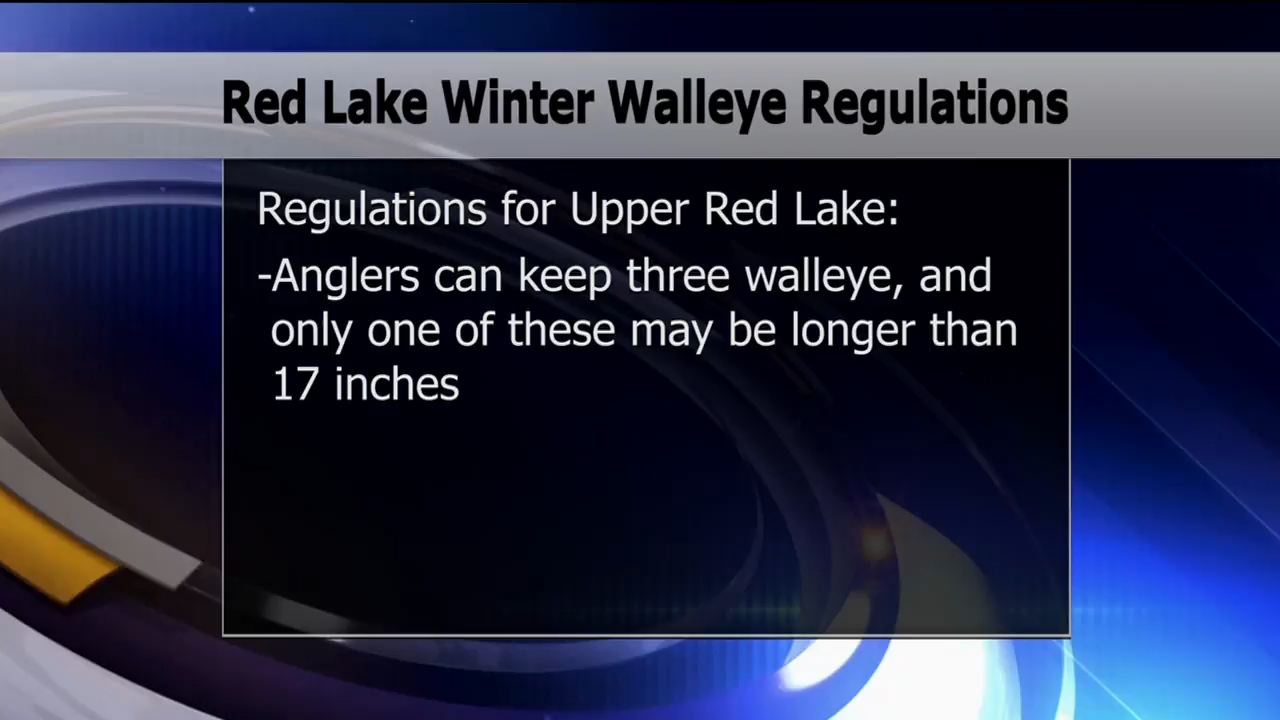 Red Lake Winter Walleye Regulations
Regulations for Upper Red Lake:
-Anglers can keep three walleye, and
only one of these may be longer than
17 inches